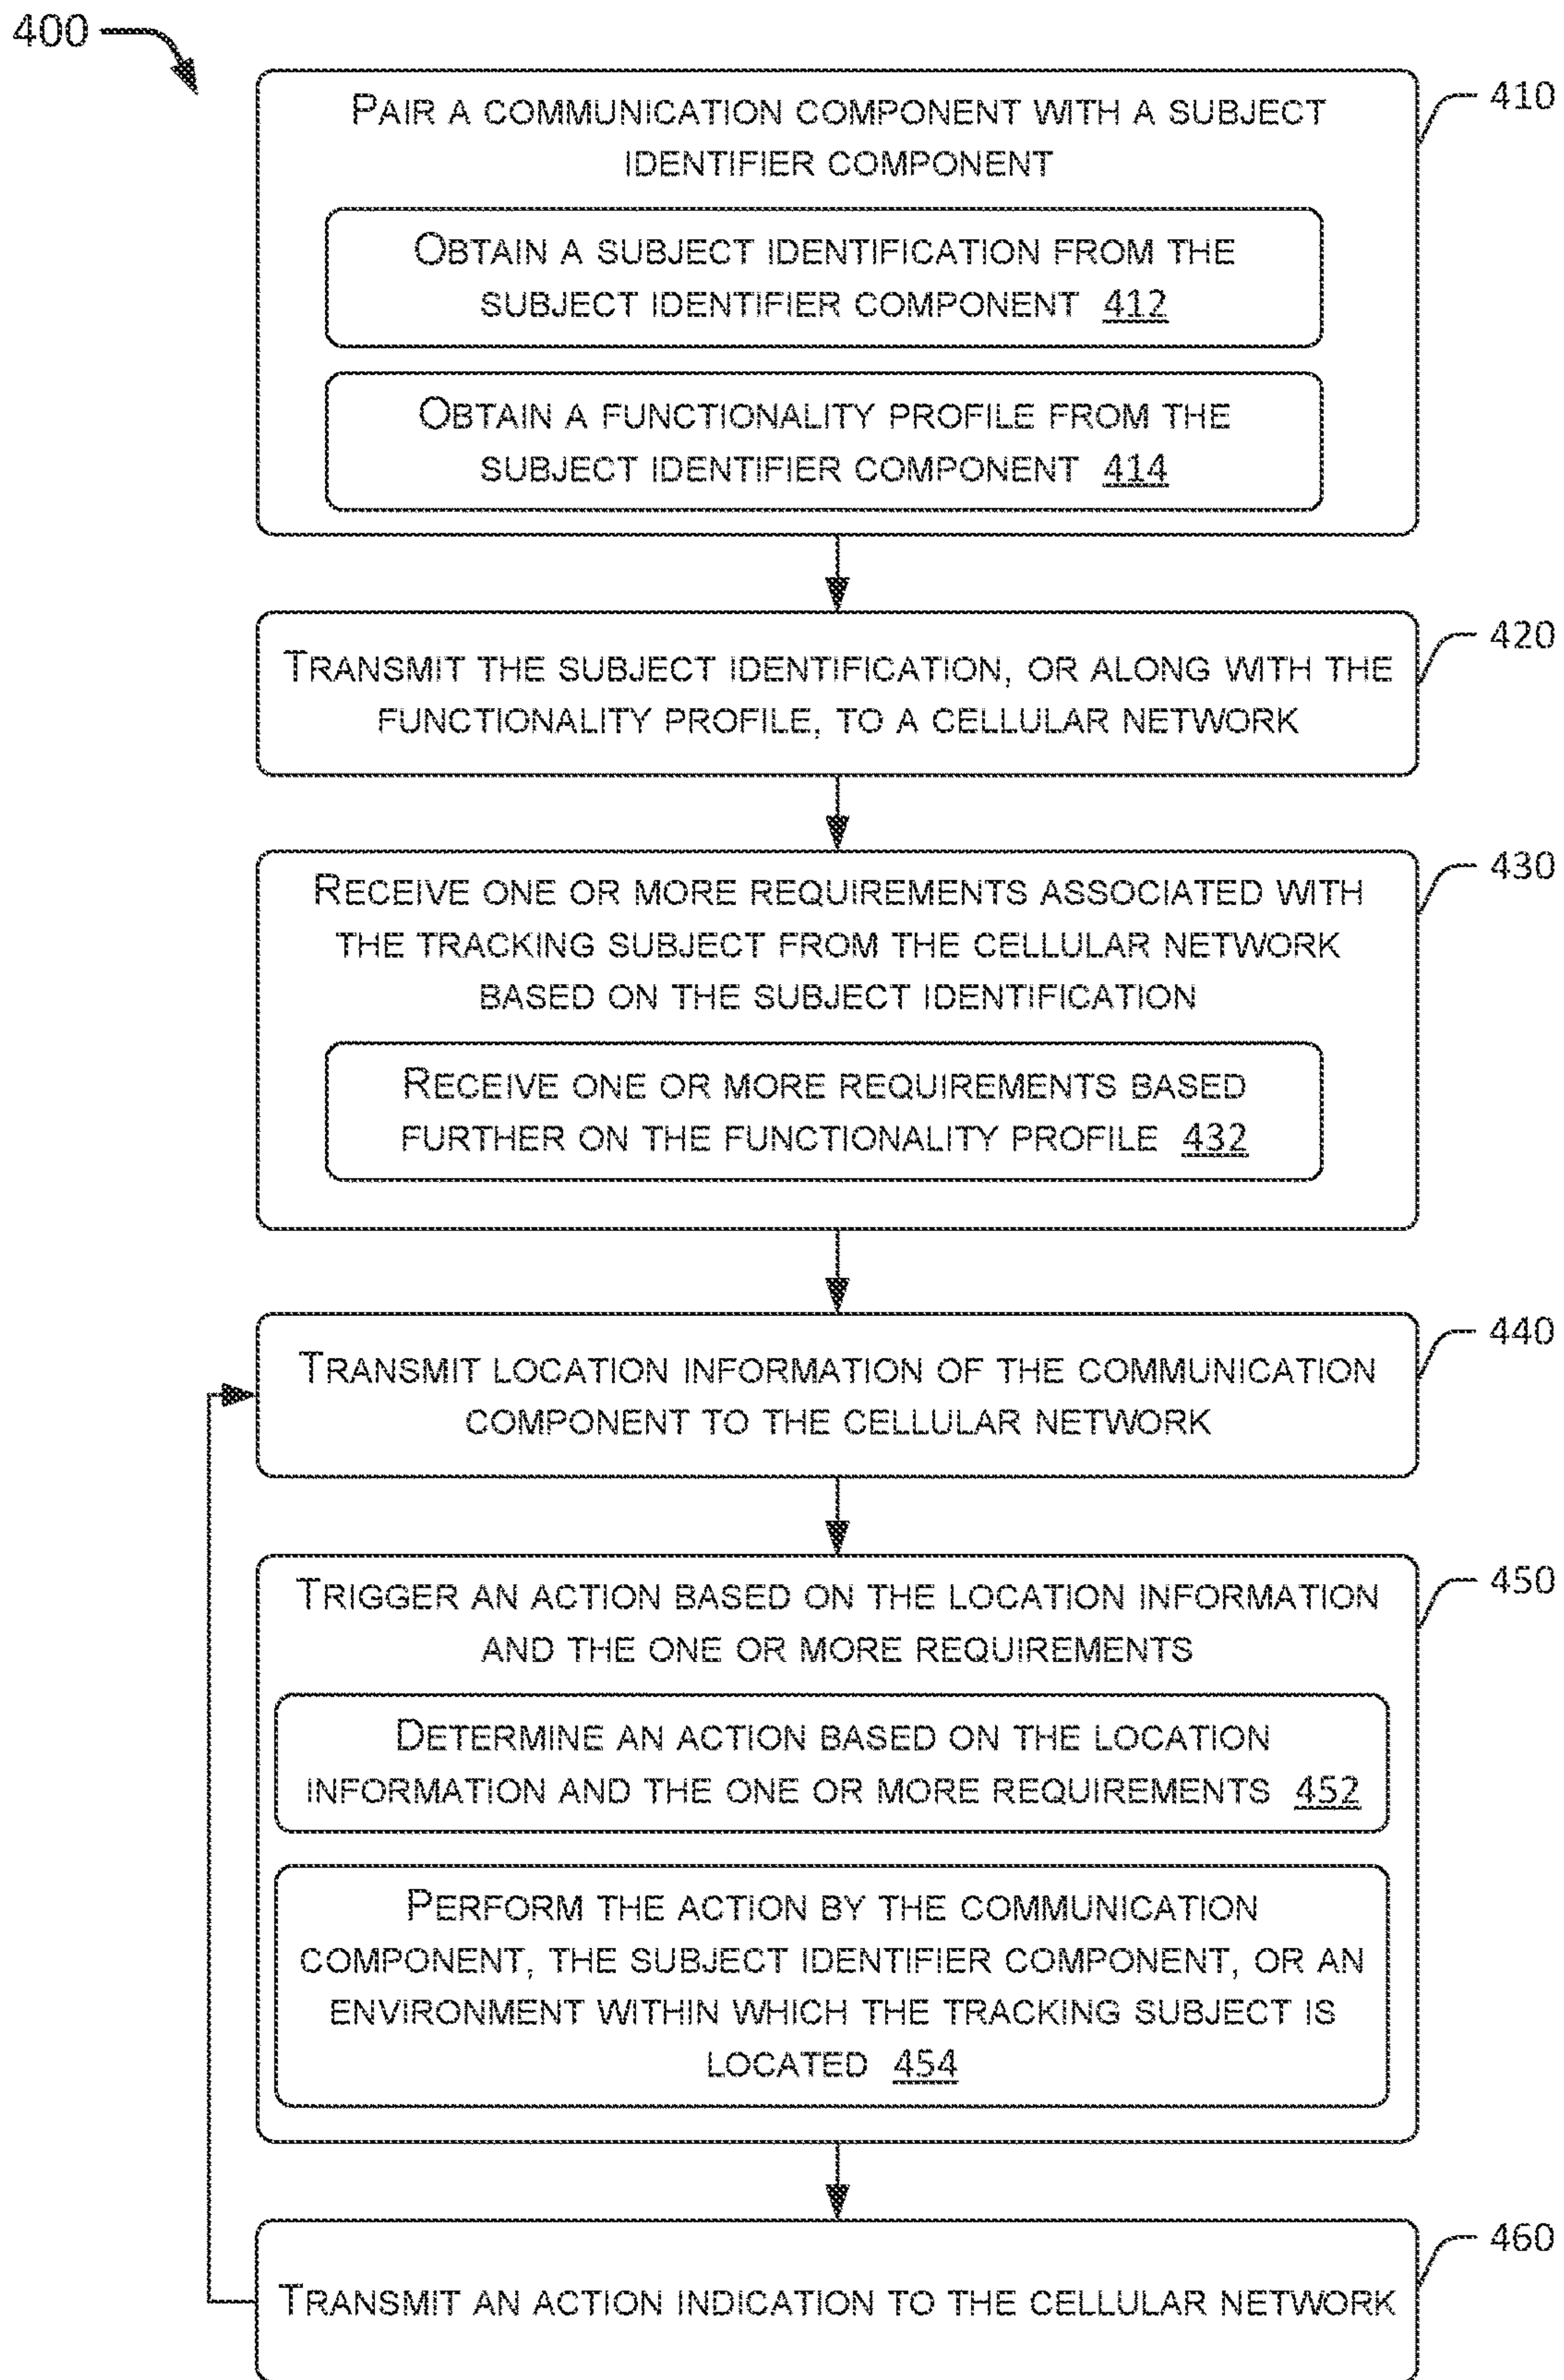 400
PAIR A COMMUNICATION COMPONENT WITH A SUBJECT
IDENTIFIER COMPONENT
410
OBTAIN A SUBJECT IDENTIFICATION FROM THE
SUBJECT IDENTIFIER COMPONENT 412
OBTAIN A FUNCTIONALITY PROFILE FROM THE
SUBJECT IDENTIFIER COMPONENT 414
420
TRANSMIT THE SUBJECT IDENTIFICATION, OR ALONG WITH THE
FUNCTIONALITY PROFILE, TO A CELLULAR NETWORK
430
RECEIVE ONE OR MORE REQUIREMENTS ASSOCIATED WITH
THE TRACKING SUBJECT FROM THE CELLULAR NETWORK
BASED ON THE SUBJECT IDENTIFICATION
RECEIVE ONE OR MORE REQUIREMENTS BASED
FURTHER ON THE FUNCTIONALITY PROFILE 432
440
TRANSMIT LOCATION INFORMATION OF THE COMMUNICATION
COMPONENT TO THE CELLULAR NETWORK
450
TRIGGER AN ACTION BASED ON THE LOCATION INFORMATION
AND THE ONE OR MORE REQUIREMENTS
DETERMINE AN ACTION BASED ON THE LOCATION
INFORMATION AND THE ONE OR MORE REQUIREMENTS 452
PERFORM THE ACTION BY THE COMMUNICATION
COMPONENT, THE SUBJECT IDENTIFIER COMPONENT, OR AN
ENVIRONMENT WITHIN WHICH THE TRACKING SUBJECT IS
LOCATED 454
460
TRANSMIT AN ACTION INDICATION TO THE CELLULAR NETWORK